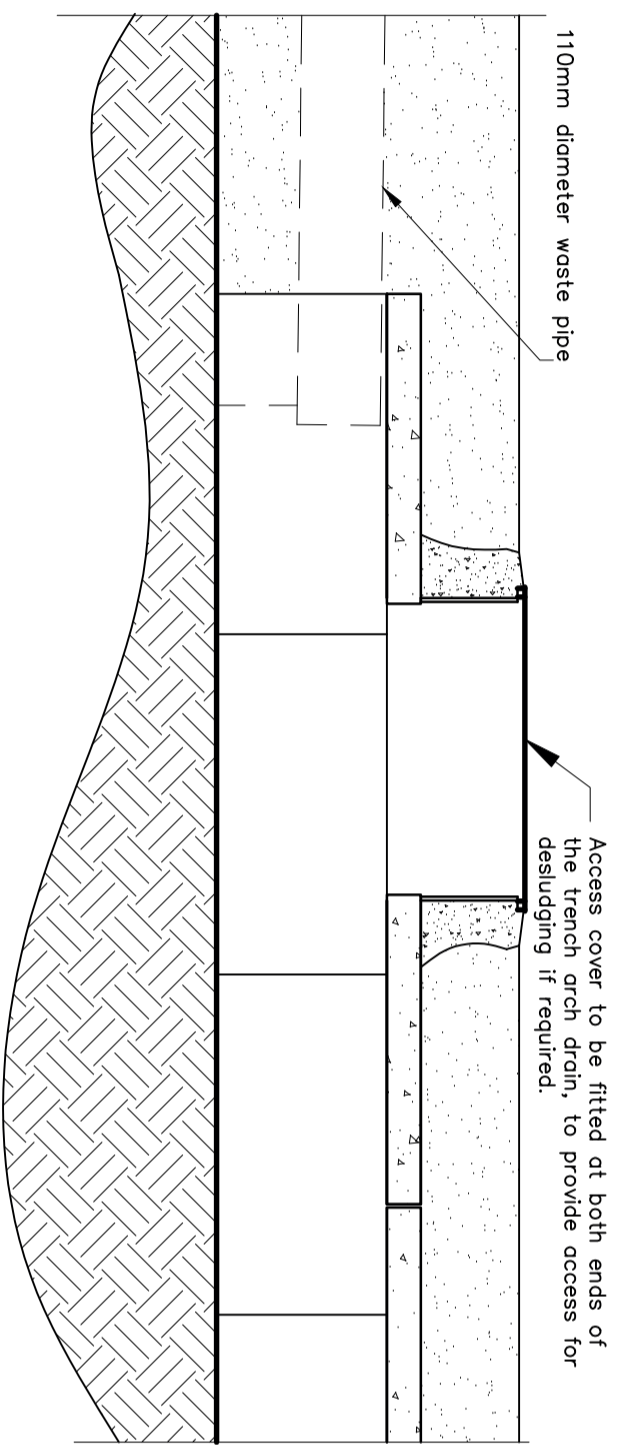 110mm diameter waste pipe
Access cover to be fitted at both ends of
the trench arch drain, to provide access for
desludging if required.